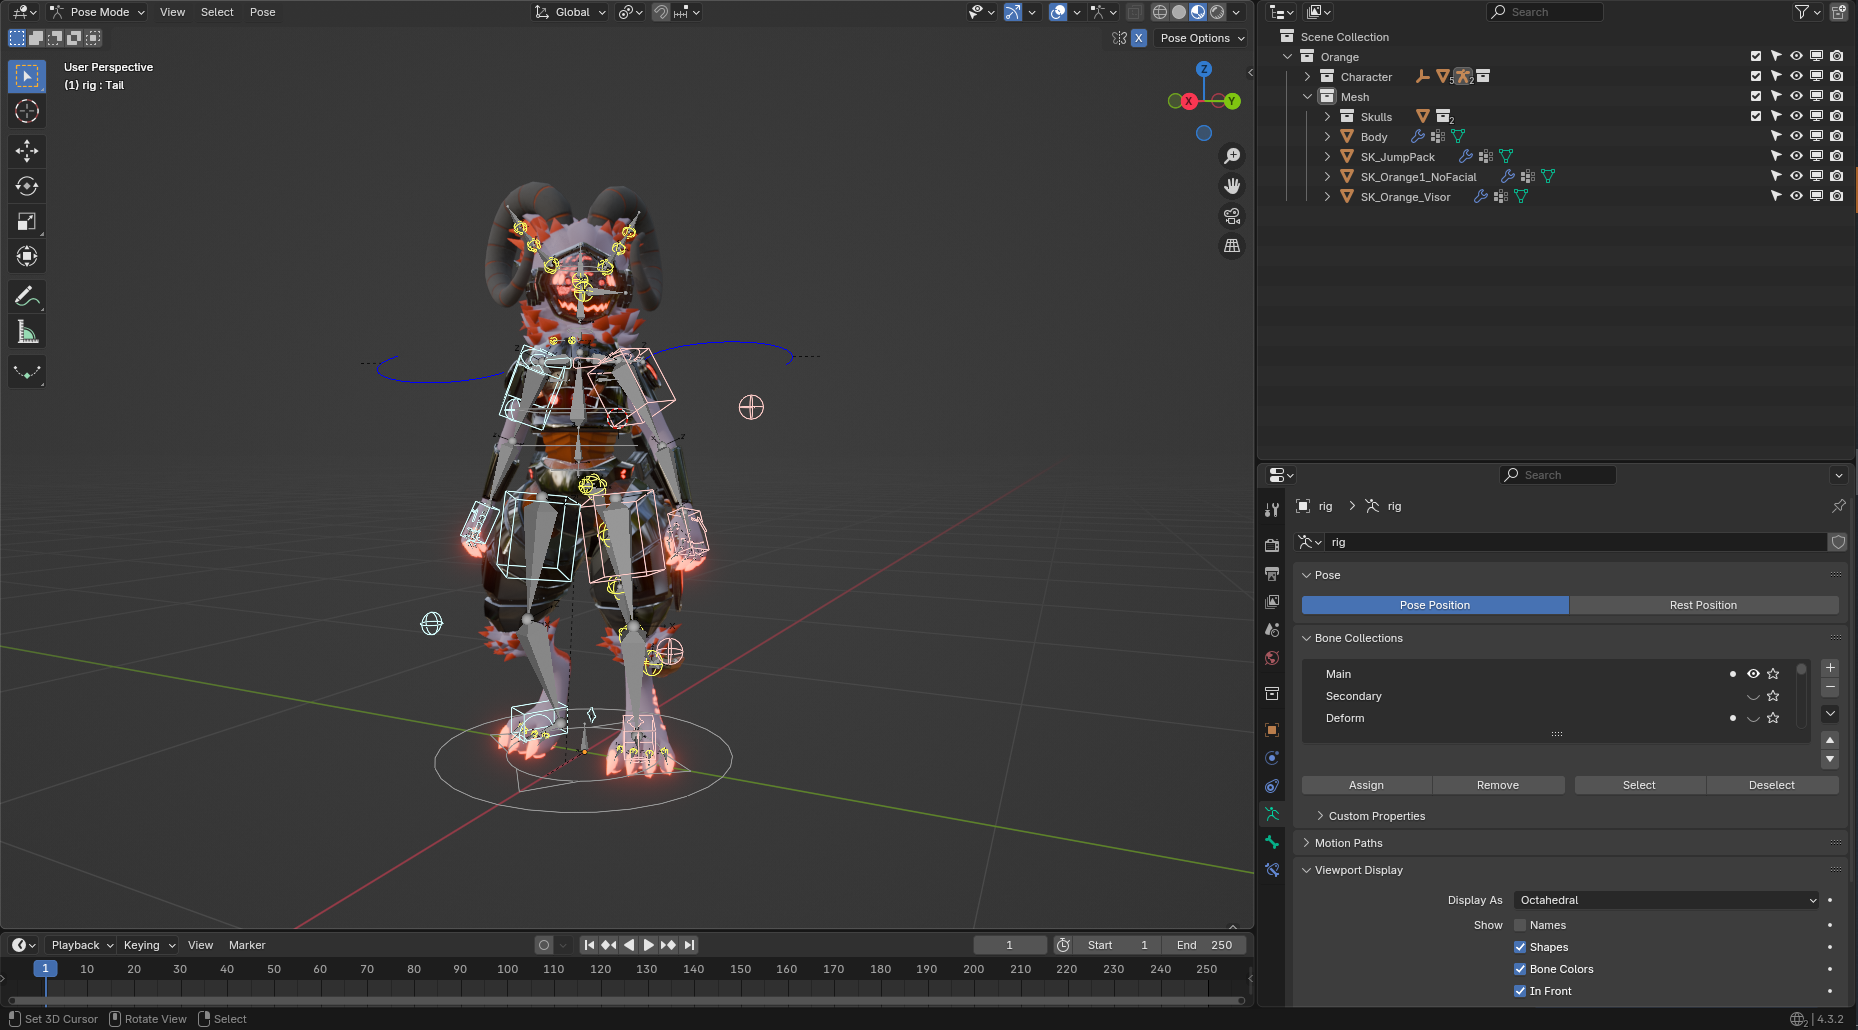 Pose Mode View Select Pose Global
Pose Options
User Perspective
(1) rig : Tail
Z
X
Y
X
Search
Scene Collection
Orange
Character 5 2
Mesh
Skulls 2
Body
SK_JumpPack
SK_Orange1_NoFacial
SK_Orange_Visor
Search
rig > rig
rig
Pose
Pose Position Rest Position
Bone Collections
Main
Secondary
Deform
Assign Remove Select Deselect
Custom Properties
Motion Paths
Viewport Display
Display As Octahedral
Show Names
Shapes
Bone Colors
In Front
Playback Keying View Marker 1 Start 1 End 250
1 10 20 30 40 50 60 70 80 90 100 110 120 130 140 150 160 170 180 190 200 210 220 230 240 250
Set 3D Cursor Rotate View Select 2 4.3.2